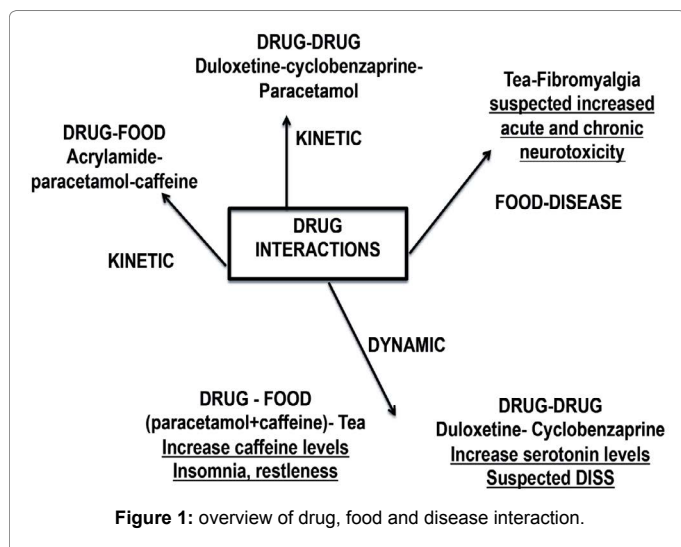 DRUG-DRUG
Duloxetine-cyclobenzaprine-
Paracetamol
KINETIC
Tea-Fibromyalgia
suspected increased
acute and chronic
neurotoxicity
FOOD-DISEASE
DRUG-FOOD
Acrylamide-
paracetamol-caffeine
KINETIC
DRUG
INTERACTIONS
DYNAMIC
DRUG - FOOD
(paracetamol+caffeine)- Tea
Increase caffeine levels
Insomnia, restleness
DRUG-DRUG
Duloxetine- Cyclobenzaprine
Increase serotonin levels
Suspected DISS
Figure 1: overview of drug, food and disease interaction.